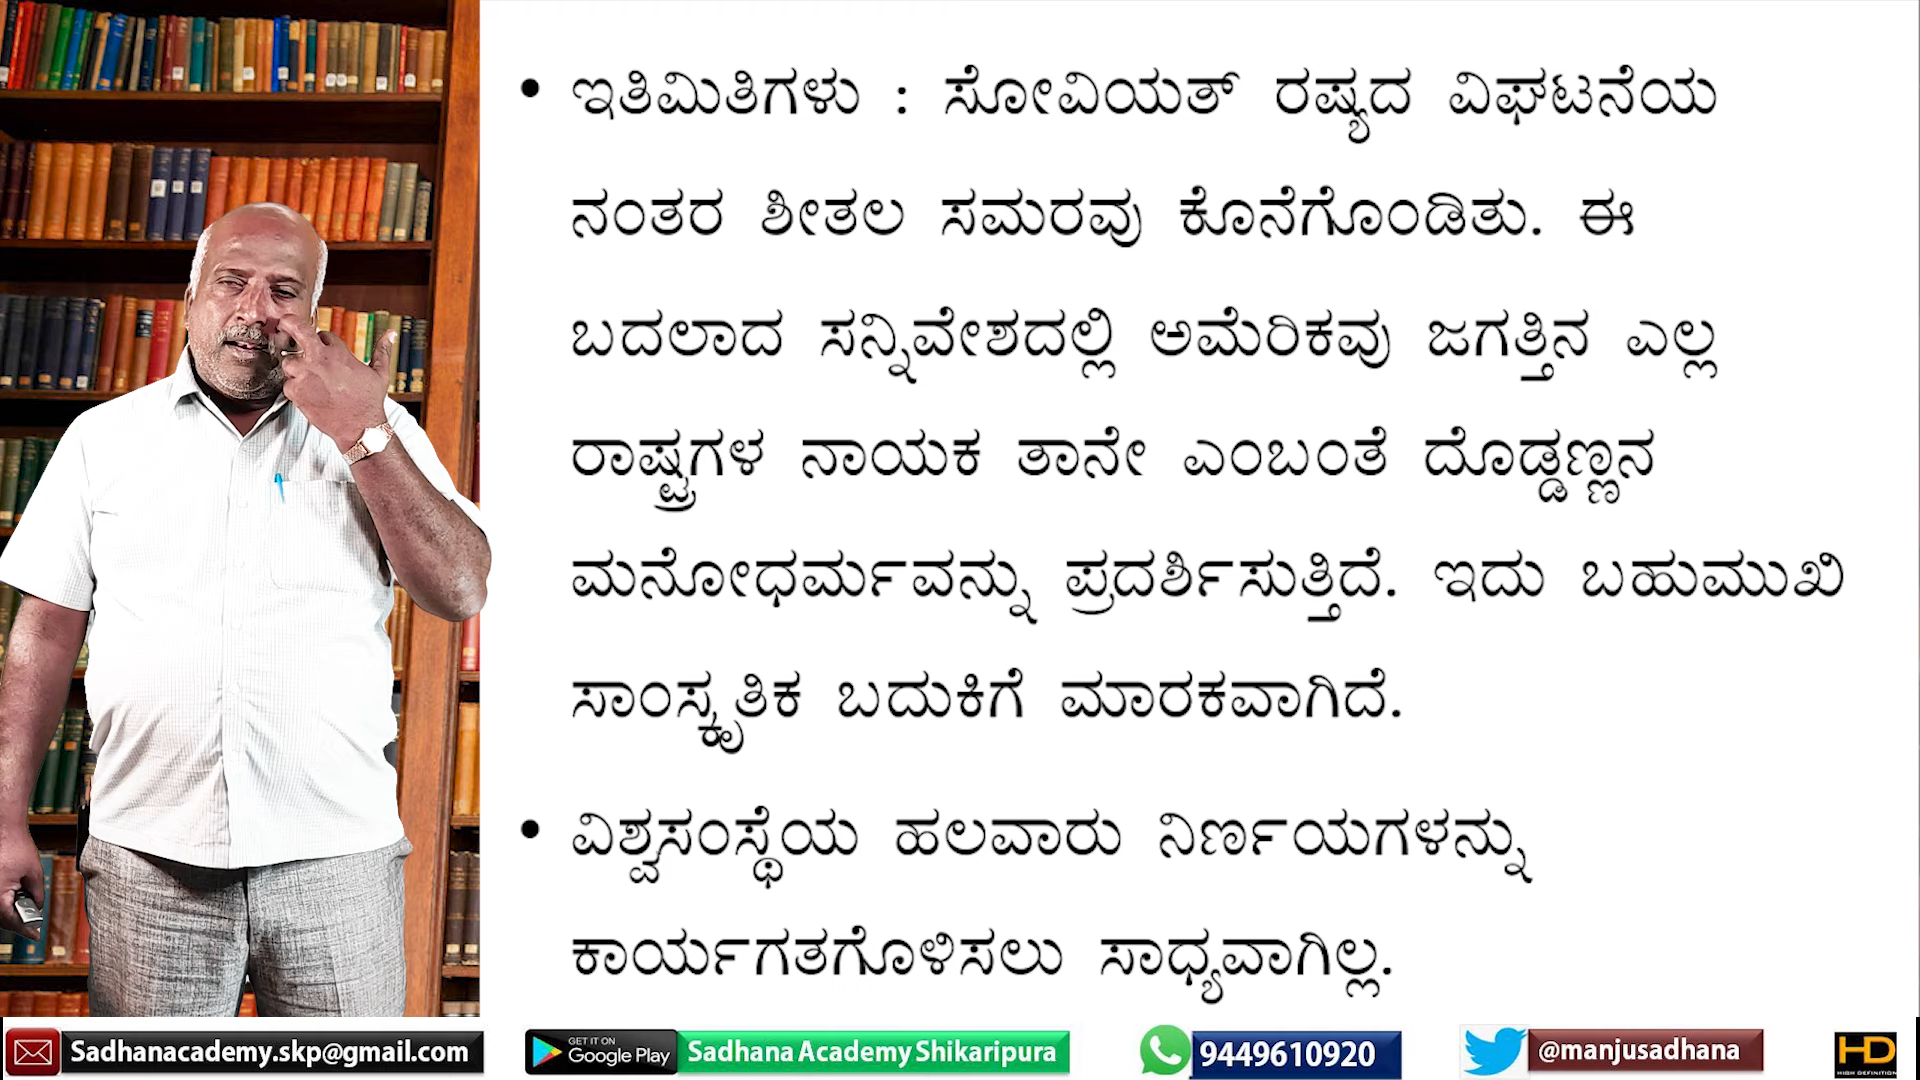 • ಇತಿಮಿತಿಗಳು : ಸೋವಿಯತ್ ರಷ್ಯದ ವಿಘಟನೆಯ
ನಂತರ ಶೀತಲ ಸಮರವು ಕೊನೆಗೊಂಡಿತು. ಈ
ಬದಲಾದ ಸನ್ನಿವೇಶದಲ್ಲಿ ಅಮೆರಿಕವು ಜಗತ್ತಿನ ಎಲ್ಲ
ರಾಷ್ಟ್ರಗಳ ನಾಯಕ ತಾನೇ ಎಂಬಂತೆ ದೊಡ್ಡಣ್ಣನ
ಮನೋಧರ್ಮವನ್ನು ಪ್ರದರ್ಶಿಸುತ್ತಿದೆ. ಇದು ಬಹುಮುಖಿ
ಸಾಂಸ್ಕೃತಿಕ ಬದುಕಿಗೆ ಮಾರಕವಾಗಿದೆ.
• ವಿಶ್ವಸಂಸ್ಥೆಯ ಹಲವಾರು ನಿರ್ಣಯಗಳನ್ನು
ಕಾರ್ಯಗತಗೊಳಿಸಲು ಸಾಧ್ಯವಾಗಿಲ್ಲ.
Sadhanacademy.skp@gmail.com
GET IT ON
Google Play
Sadhana Academy Shikaripura
9449610920
@manjusadhana
HD
HIGH DEFINITION